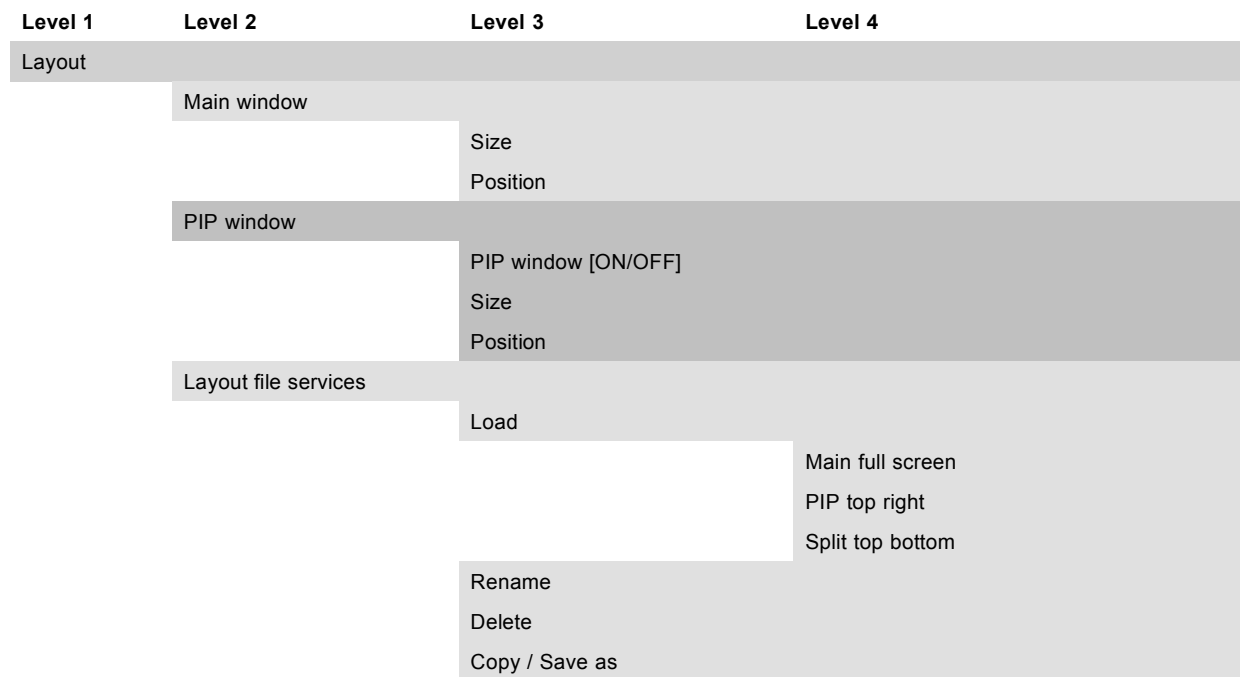 Level 1 Level 2 Level 3 Level 4
Layout
Main window
Size
Position
PIP window
PIP window [ON/OFF]
Size
Position
Layout file services
Load
Main full screen
PIP top right
Split top bottom
Rename
Delete
Copy / Save as